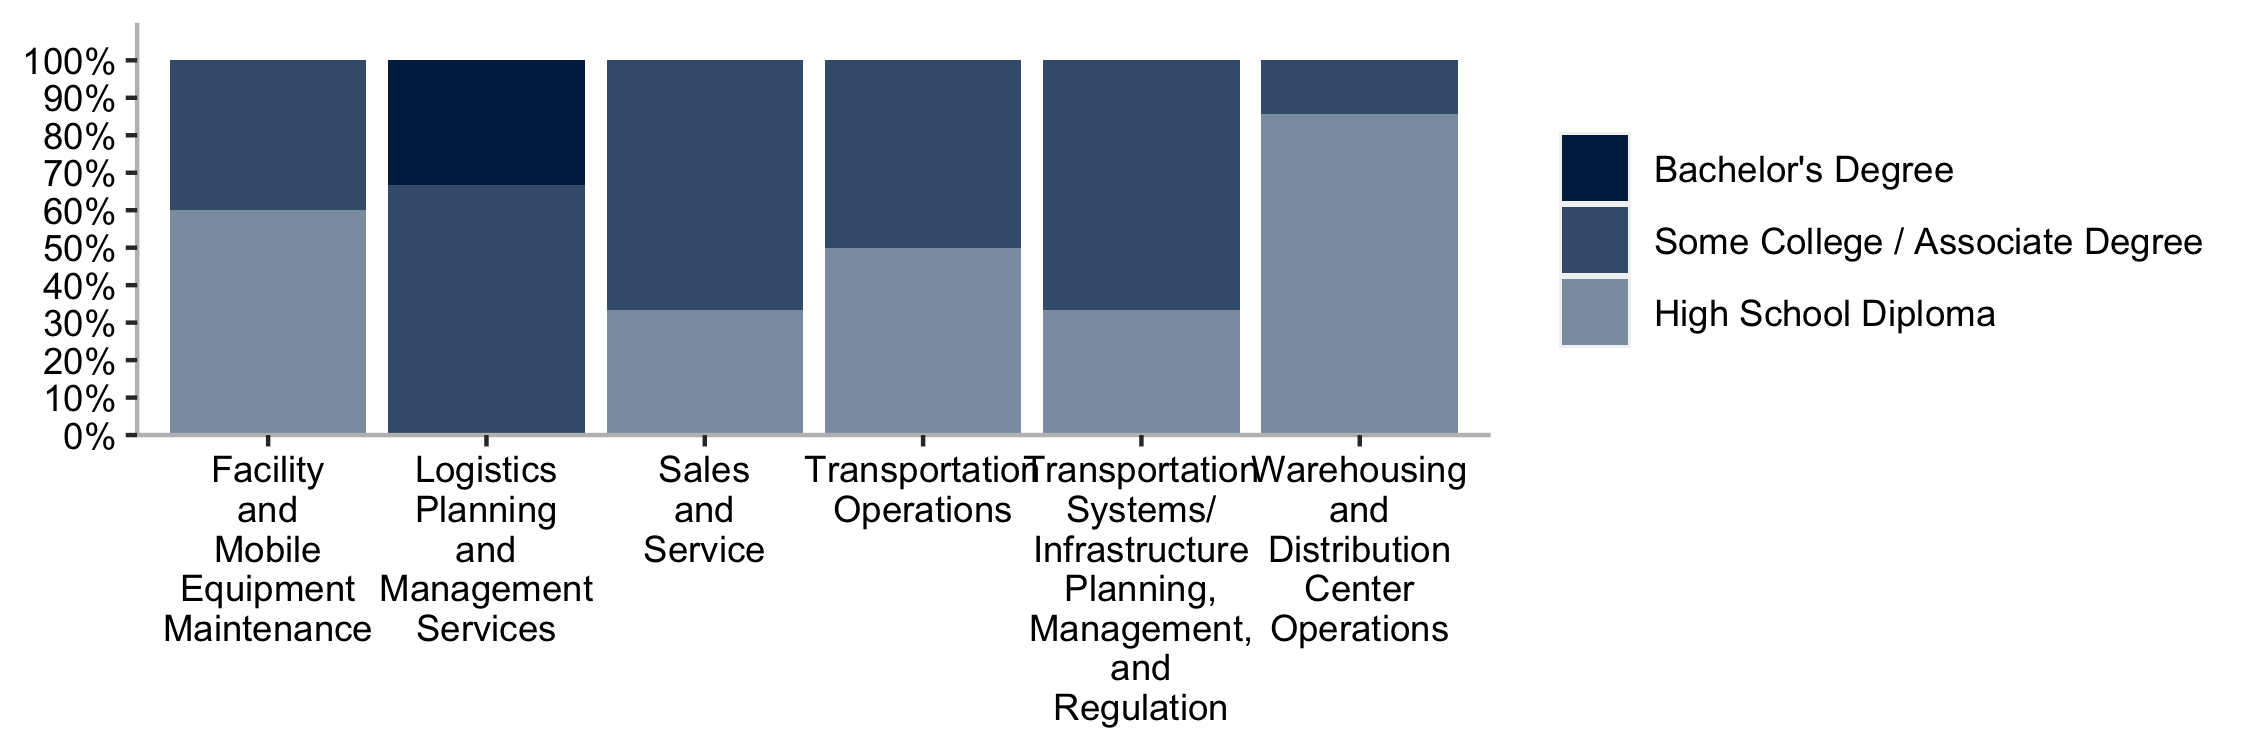 100%
90%
80%
70%
60%
50%
40%
30%
20%
10%
0%
Facility
and
Mobile
Equipment
Maintenance
Logistics
Planning
and
Management
Services
Sales
and
Service
Transportation
Operations
Transportation
Systems/
Infrastructure
Planning,
Management,
and
Regulation
Warehousing
and
Distribution
Center
Operations
Bachelor's Degree
Some College / Associate Degree
High School Diploma